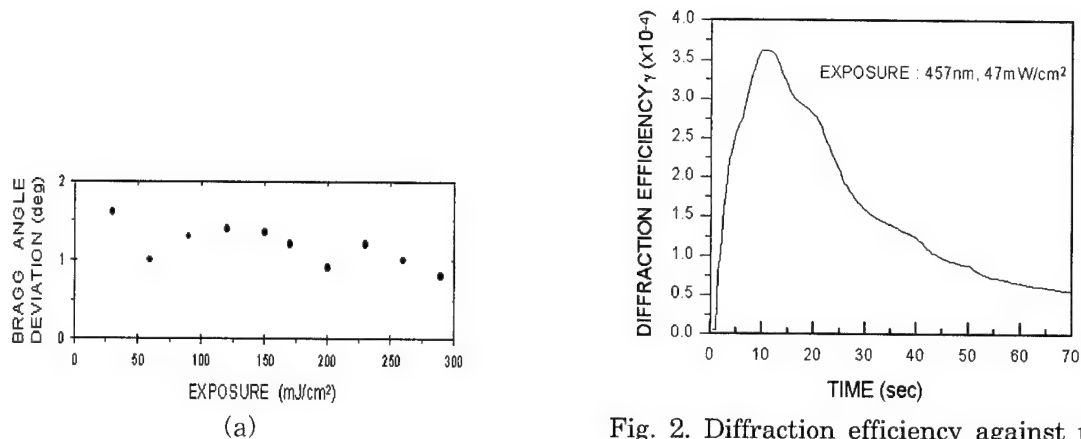 BRAGG ANGLE
DEVIATION (deg)
2
1
0
0 50 100 150 200 250 300
EXPOSURE (mJ/cm²)
(a)
DIFFRACTION EFFICIENCY γ (x10⁻⁴)
4.0
3.5
3.0
2.5
2.0
1.5
1.0
0.5
0.0
EXPOSURE : 457nm, 47mW/cm²
0 10 20 30 40 50 60 70
TIME (sec)
Fig. 2. Diffraction efficiency against